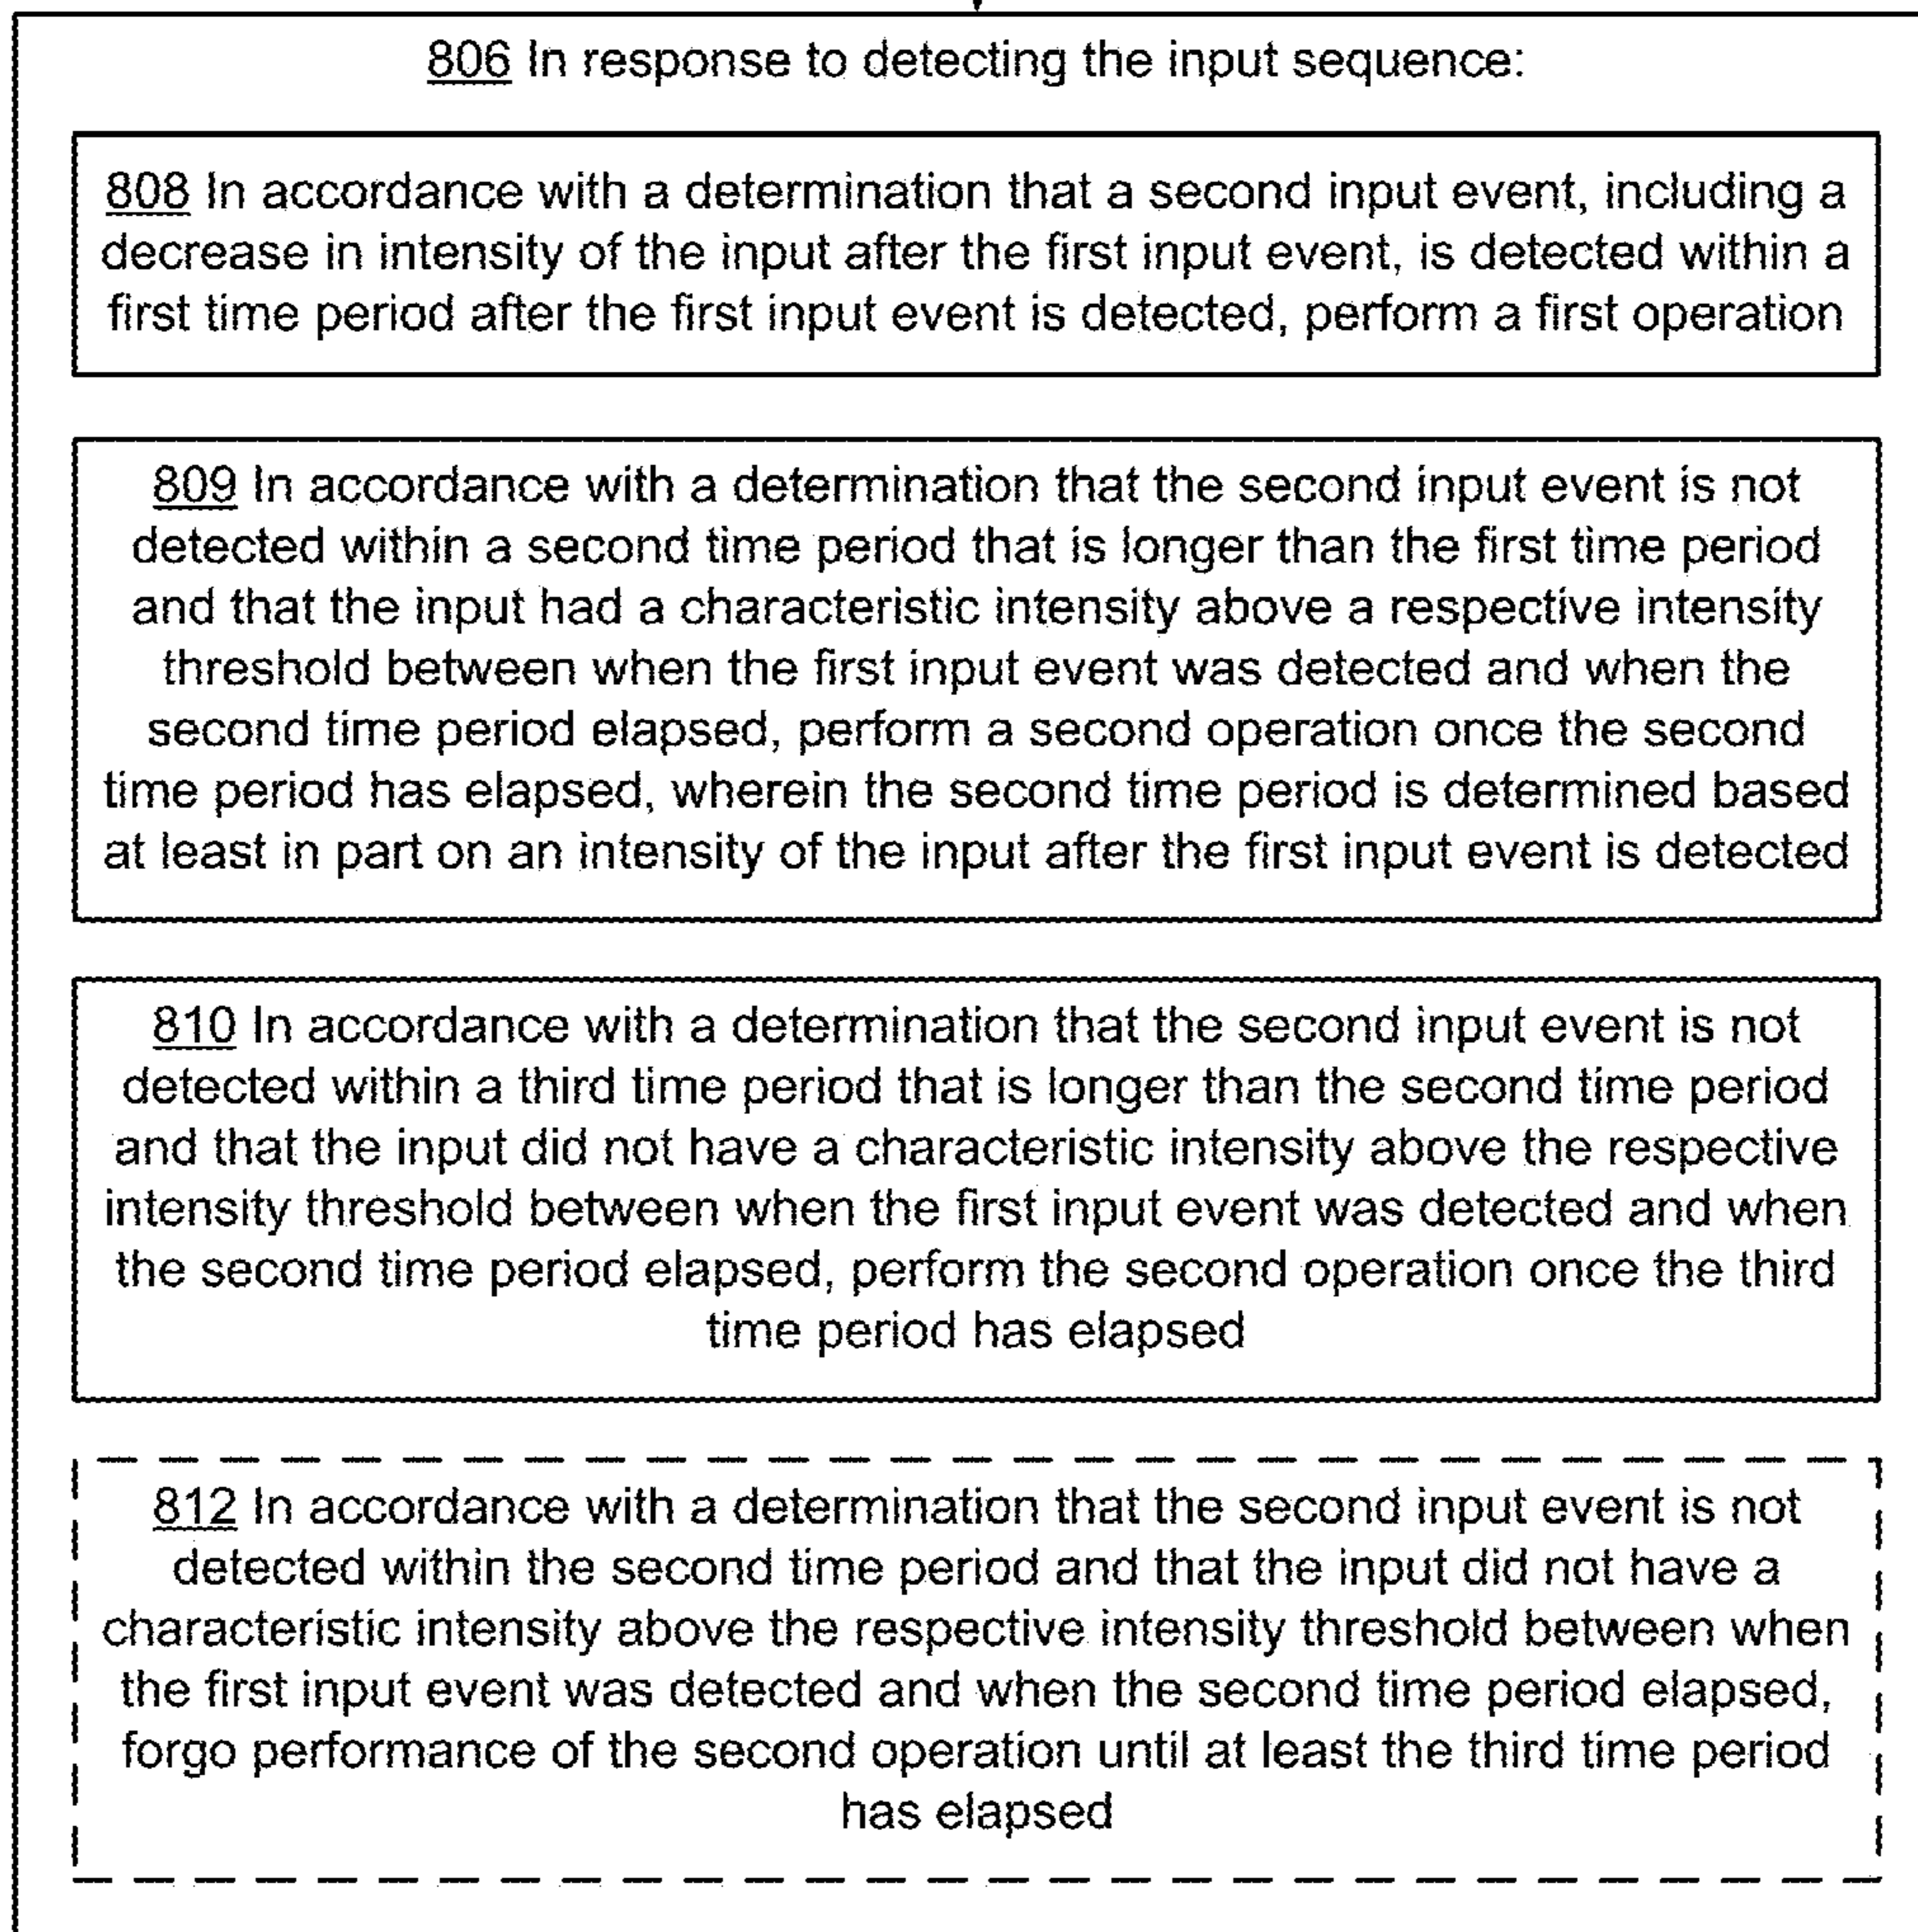 806 In response to detecting the input sequence:
808 In accordance with a determination that a second input event, including a
decrease in intensity of the input after the first input event, is detected within a
first time period after the first input event is detected, perform a first operation
809 In accordance with a determination that the second input event is not
detected within a second time period that is longer than the first time period
and that the input had a characteristic intensity above a respective intensity
threshold between when the first input event was detected and when the
second time period elapsed, perform a second operation once the second
time period has elapsed, wherein the second time period is determined based
at least in part on an intensity of the input after the first input event is detected
810 In accordance with a determination that the second input event is not
detected within a third time period that is longer than the second time period
and that the input did not have a characteristic intensity above the respective
intensity threshold between when the first input event was detected and when
the second time period elapsed, perform the second operation once the third
time period has elapsed
812 In accordance with a determination that the second input event is not
detected within the second time period and that the input did not have a
characteristic intensity above the respective intensity threshold between when
the first input event was detected and when the second time period elapsed,
forgo performance of the second operation until at least the third time period
has elapsed